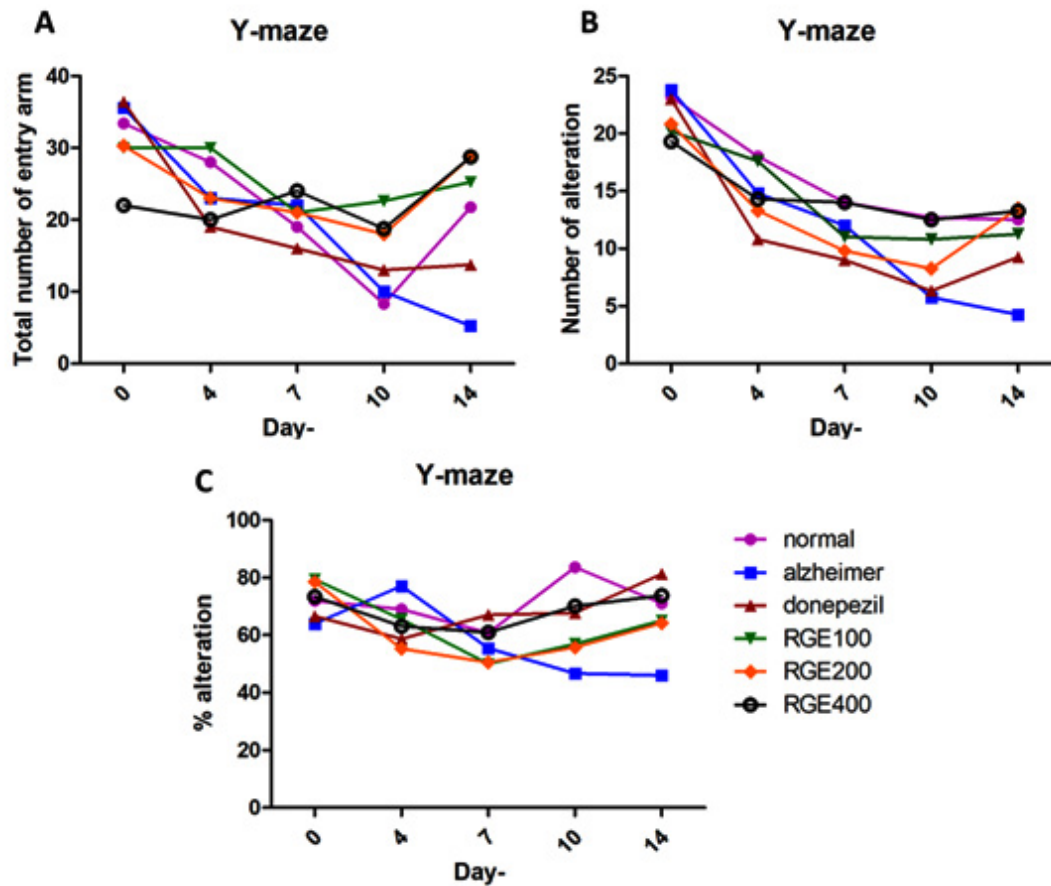 A
Y-maze
Total number of entry arm
40
30
20
10
0
0
4
7
10
14
Day-
B
Y-maze
Number of alteration
25
20
15
10
5
0
0
4
7
10
14
Day-
C
Y-maze
% alteration
100
80
60
40
20
0
0
4
7
10
14
Day-
normal
alzheimer
donepezil
RGE100
RGE200
RGE400